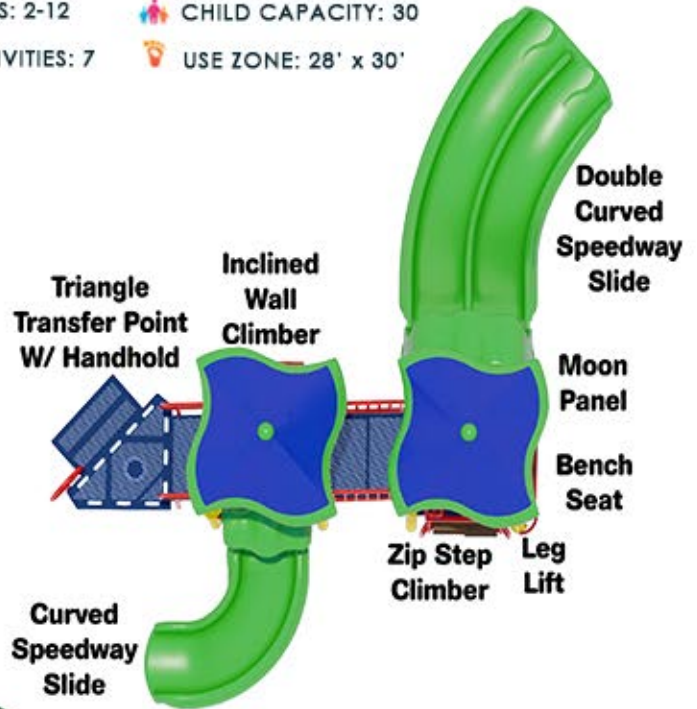 S: 2-12
CHILD CAPACITY: 30
VITIES: 7
USE ZONE: 28' x 30'
Double
Curved
Speedway
Slide
Inclined
Wall
Climber
Triangle
Transfer Point
W/ Handhold
Moon
Panel
Bench
Seat
Zip Step
Climber
Leg
Lift
Curved
Speedway
Slide